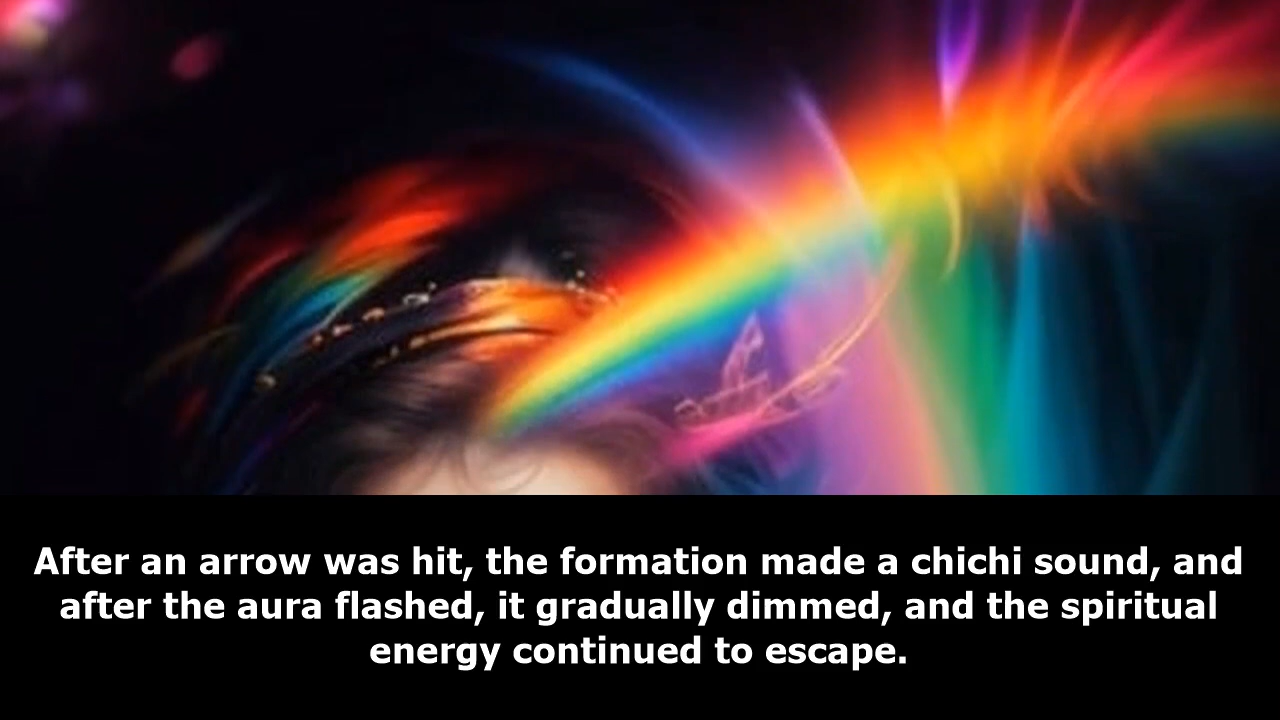 After an arrow was hit, the formation made a chichi sound, and
after the aura flashed, it gradually dimmed, and the spiritual
energy continued to escape.